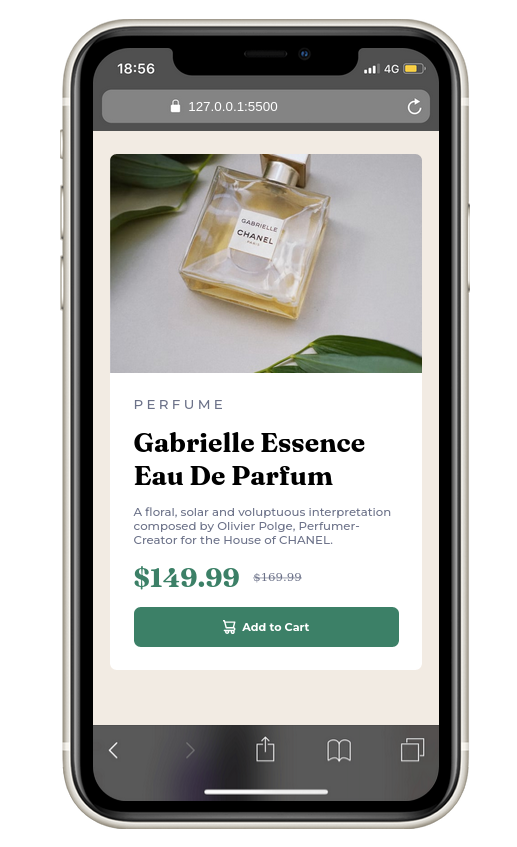 18:56
4G
127.0.0.1:5500
GABRIELLE
CHANEL
PARIS
PERFUME
Gabrielle Essence
Eau De Parfum
A floral, solar and voluptuous interpretation
composed by Olivier Polge, Perfumer-
Creator for the House of CHANEL.
$149.99 $169.99
Add to Cart